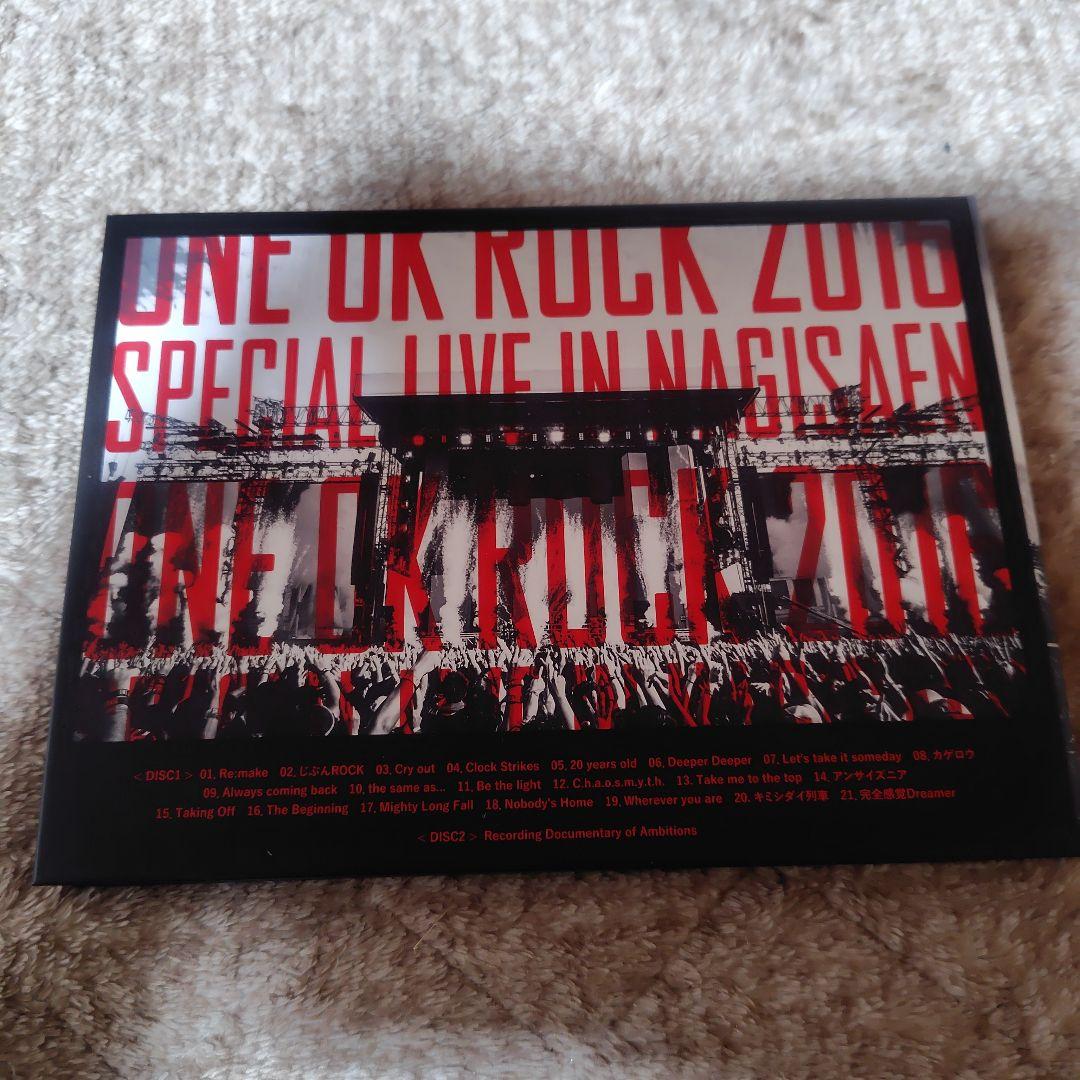 ONE OK ROCK 2016
SPECIAL LIVE IN NAGISAEN
ONE OK ROCK 2016
<DISC1> 01. Re:make 02. じぶんROCK 03. Cry out 04. Clock Strikes 05. 20 years old 06. Deeper Deeper 07. Let's take it someday 08. カゲロウ
09. Always coming back 10. the same as... 11. Be the light 12. C.h.a.o.s.m.y.t.h. 13. Take me to the top 14. アンサイズニア
15. Taking Off 16. The Beginning 17. Mighty Long Fall 18. Nobody's Home 19. Wherever you are 20. キミシダイ列車 21. 完全感覚Dreamer
<DISC2> Recording Documentary of Ambitions